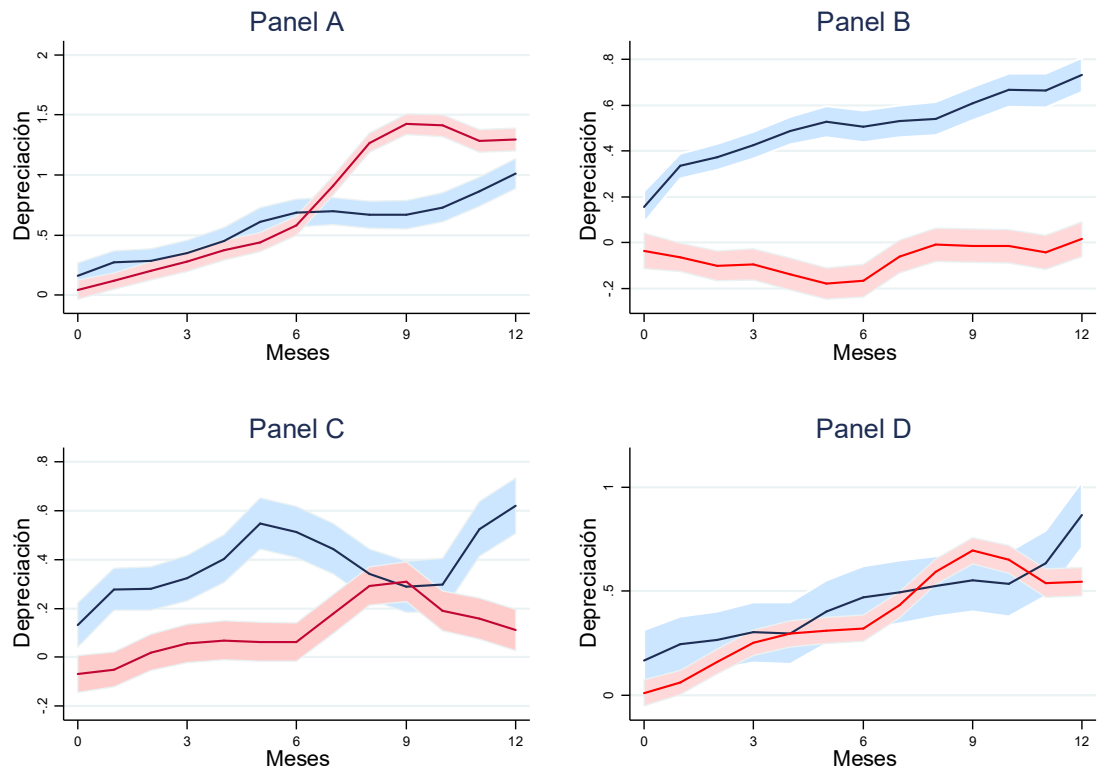 Panel A
Depreciación
2
1.5
1
.5
0
0 3 6 9 12
Meses
Panel B
Depreciación
.8
.6
.4
.2
0
-.2
0 3 6 9 12
Meses
Panel C
Depreciación
.8
.6
.4
.2
0
-.2
0 3 6 9 12
Meses
Panel D
Depreciación
1
.5
0
0 3 6 9 12
Meses